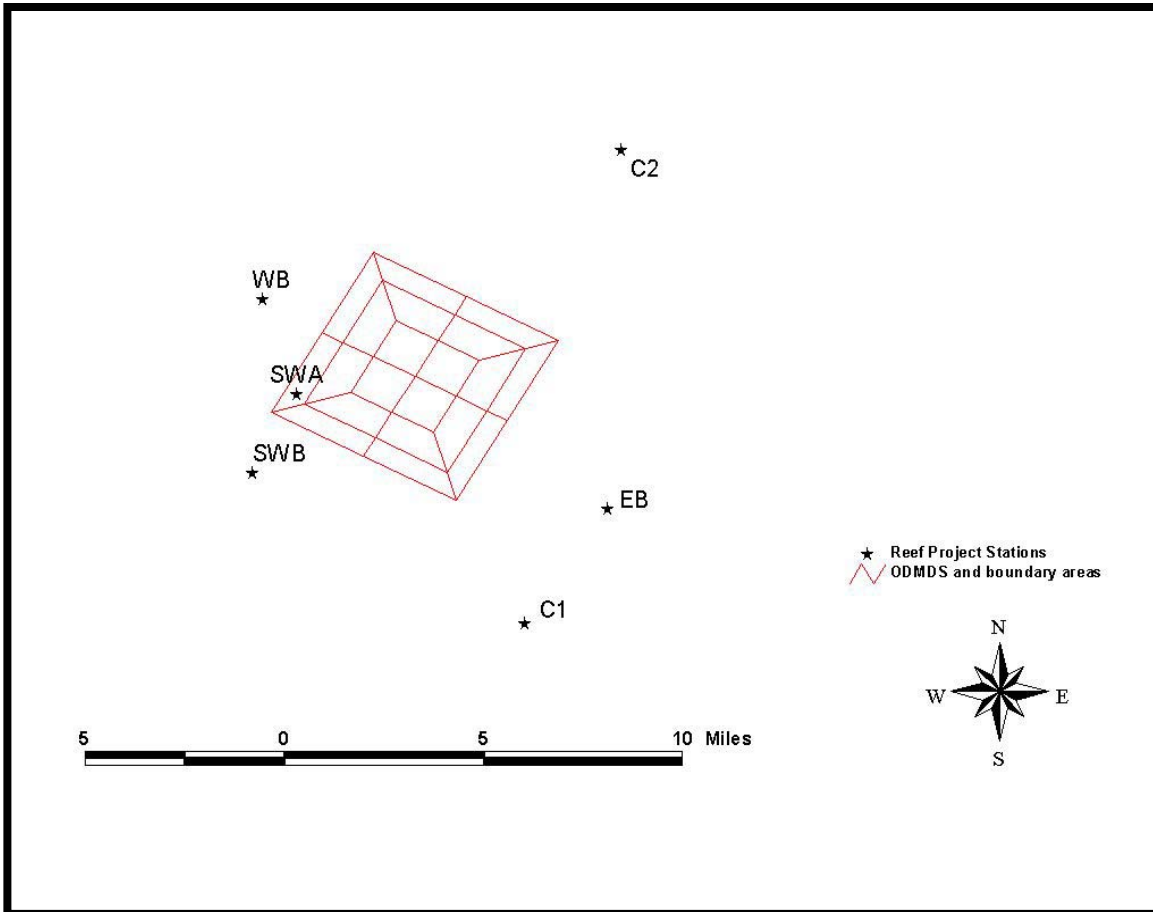 C2
WB
SWA
SWB
EB
Reef Project Stations
ODMDS and boundary areas
C1
N
W E
S
5 0 5 10 Miles